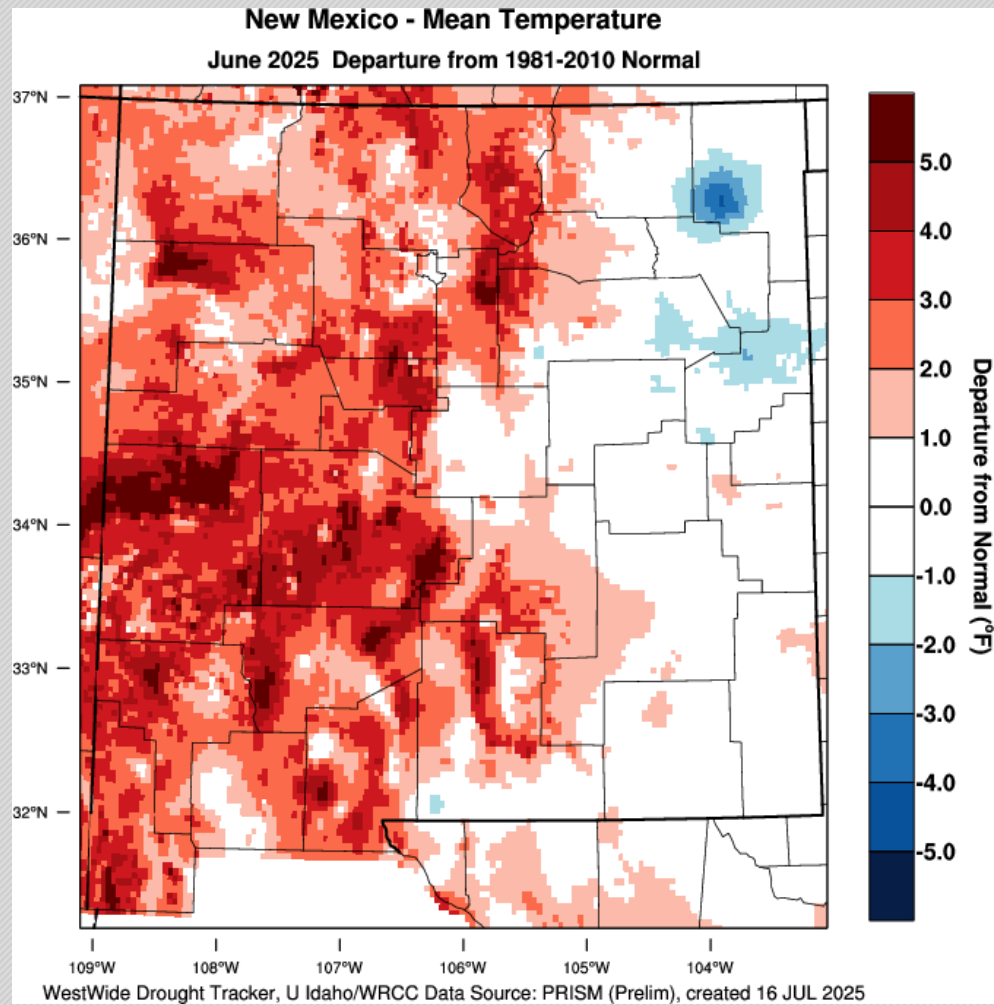 New Mexico - Mean Temperature
June 2025 Departure from 1981-2010 Normal
37°N
36°N
35°N
34°N
33°N
32°N
109°W
108°W
107°W
106°W
105°W
104°W
5.0
4.0
3.0
2.0
1.0
0.0
-1.0
-2.0
-3.0
-4.0
-5.0
Departure from Normal (°F)
WestWide Drought Tracker, U Idaho/WRCC Data Source: PRISM (Prelim), created 16 JUL 2025